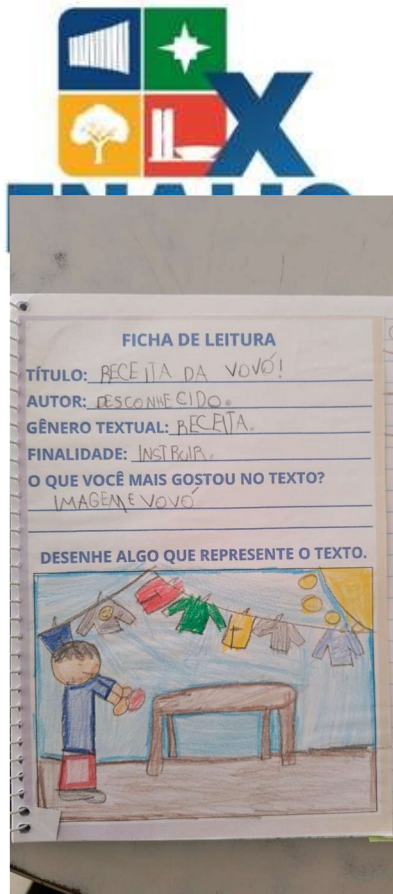 X
FICHA DE LEITURA
TÍTULO: RECEITA DA VOVÓ!
AUTOR: DESCONHECIDO.
GÊNERO TEXTUAL: RECEITA.
FINALIDADE: INSTRUIR.
O QUE VOCÊ MAIS GOSTOU NO TEXTO?
IMAGEM E VOVÓ
DESENHE ALGO QUE REPRESENTE O TEXTO.